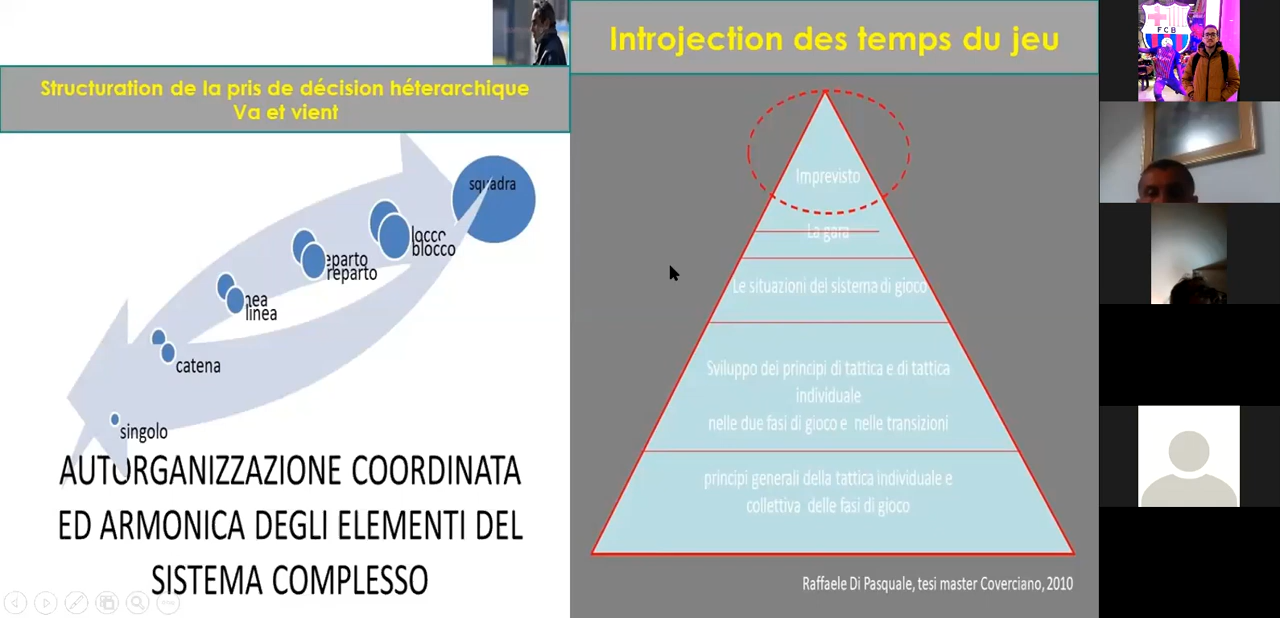 Structuration de la pris de décision héterarchique
Va et vient
squadra
blocco
reparto
linea
catena
singolo
AUTORGANIZZAZIONE COORDINATA
ED ARMONICA DEGLI ELEMENTI DEL
SISTEMA COMPLESSO
Introjection des temps du jeu
Imprevisto
La gara
Le situazioni del sistema di gioco
Sviluppo dei principi di tattica e di tattica
individuale
nelle due fasi di gioco e nelle transizioni
principi generali della tattica individuale e
collettiva delle fasi di gioco
Raffaele Di Pasquale, tesi master Coverciano, 2010
FCB